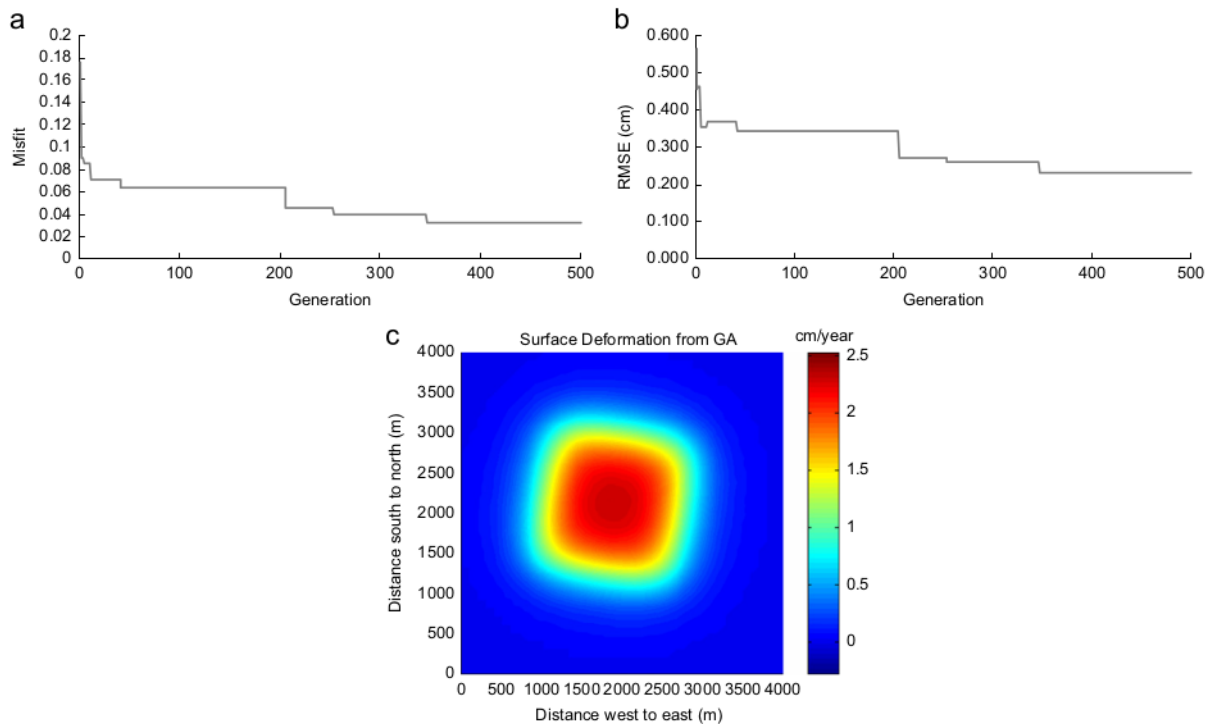 a
0.2
0.18
0.16
0.14
0.12
0.1
0.08
0.06
0.04
0.02
0
Misfit
0 100 200 300 400 500
Generation
b
0.600
0.500
0.400
0.300
0.200
0.100
0.000
RMSE (cm)
0 100 200 300 400 500
Generation
c
Surface Deformation from GA
cm/year
4000
3500
3000
2500
2000
1500
1000
500
0
Distance south to north (m)
0 500 1000 1500 2000 2500 3000 3500 4000
Distance west to east (m)
2.5
2
1.5
1
0.5
0